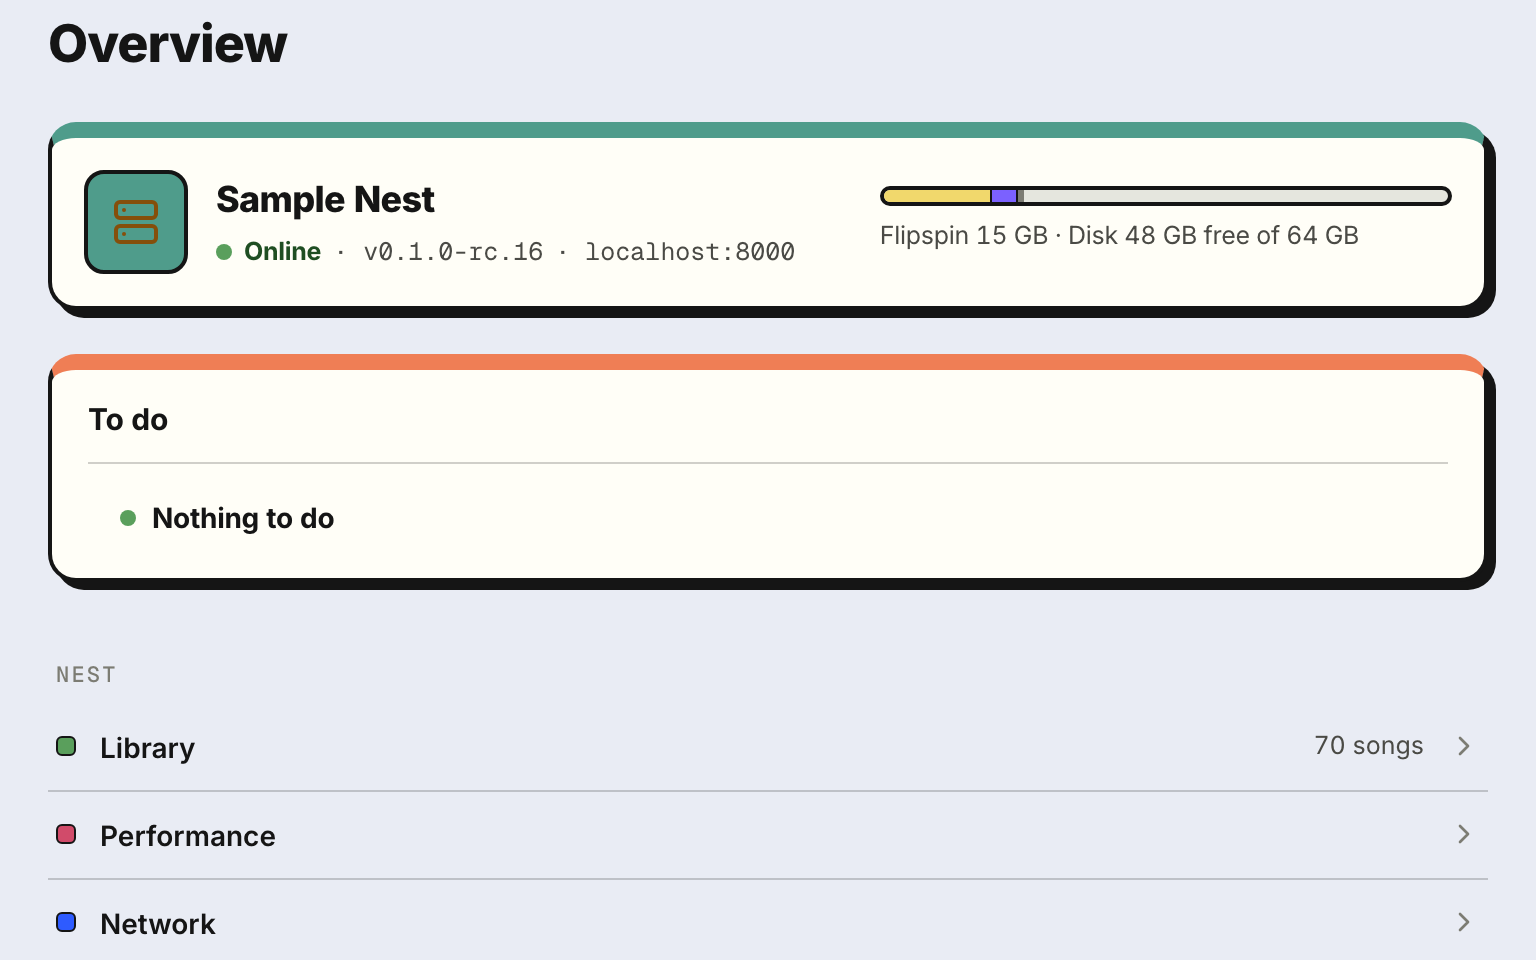 Overview
Sample Nest
Online · v0.1.0-rc.16 · localhost:8000
Flipspin 15 GB · Disk 48 GB free of 64 GB
To do
Nothing to do
NEST
Library
70 songs
Performance
Network